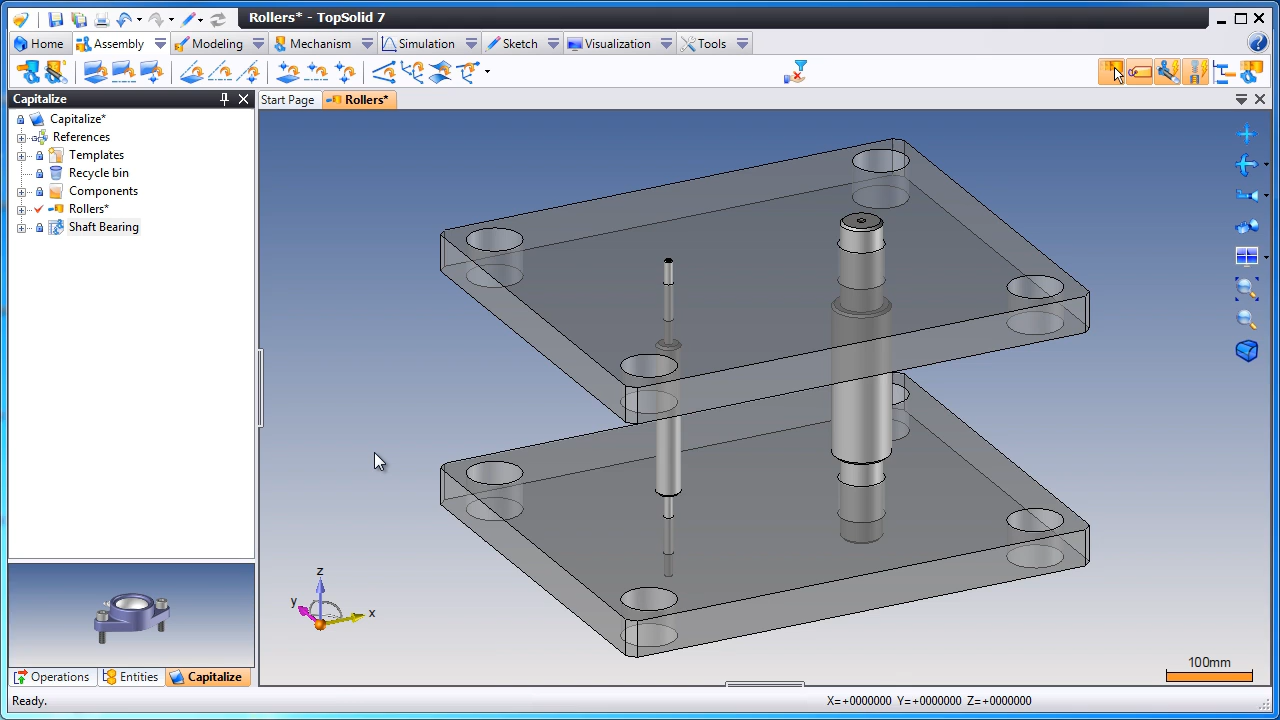 Rollers* - TopSolid 7
Home Assembly Modeling Mechanism Simulation Sketch Visualization Tools
Capitalize
Start Page Rollers*
Capitalize*
References
Templates
Recycle bin
Components
Rollers*
Shaft Bearing
z
y
x
100mm
Operations Entities Capitalize
Ready. X=+0000000 Y=+0000000 Z=+0000000